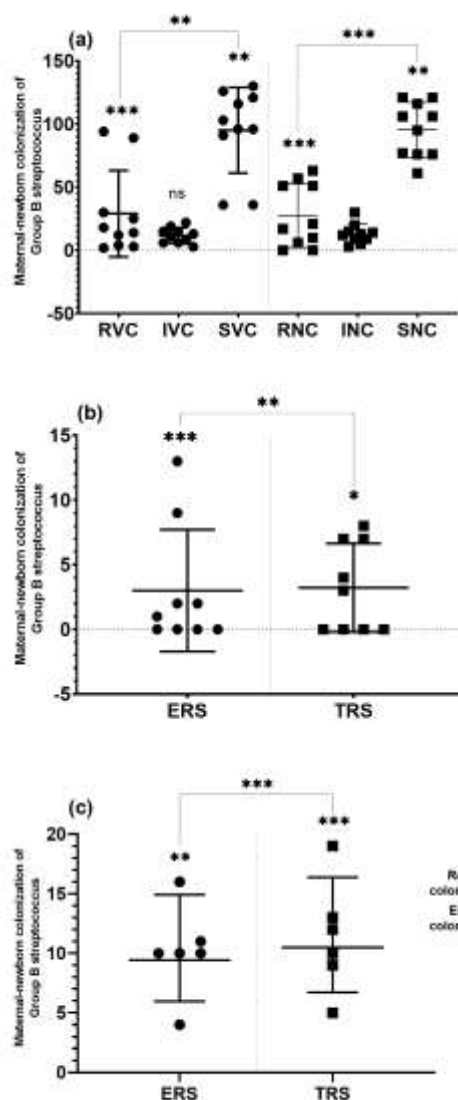 (a)
**
***
Maternal-newborn colonization of
Group B streptococcus
150
100
50
0
-50
***
ns
**
***
**
RVC IVC SVC RNC INC SNC
(b)
**
Maternal-newborn colonization of
Group B streptococcus
15
10
5
0
-5
***
*
ERS TRS
(c)
***
Maternal-newborn colonization of
Group B streptococcus
20
15
10
5
0
**
***
ERS TRS
colon
colon